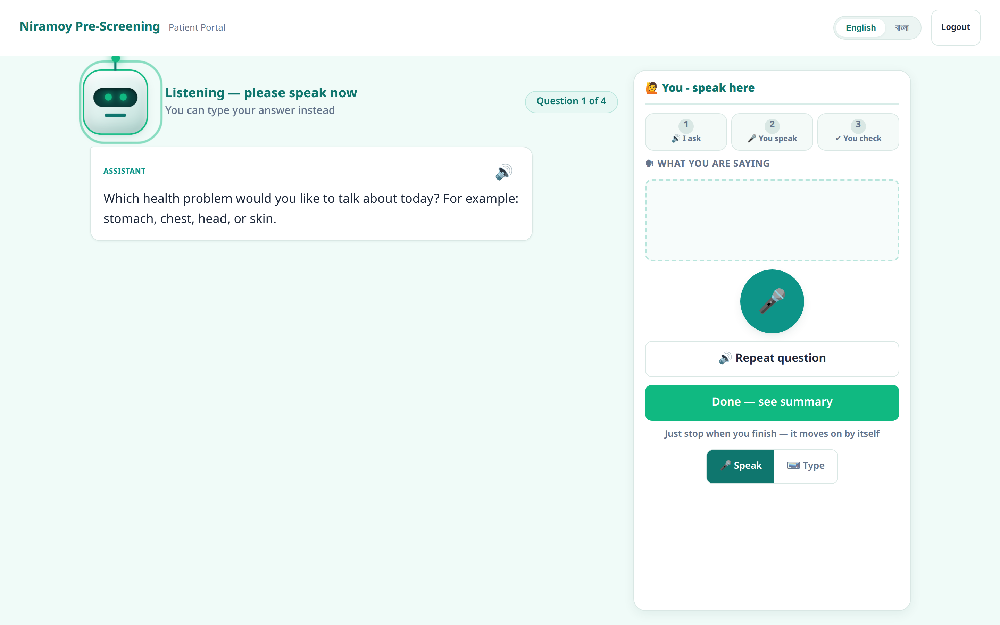 Niramoy Pre-Screening Patient Portal
English বাংলা Logout
Listening — please speak now
You can type your answer instead
Question 1 of 4
ASSISTANT
Which health problem would you like to talk about today? For example:
stomach, chest, head, or skin.
You - speak here
1 2 3
I ask You speak ✔ You check
WHAT YOU ARE SAYING
Repeat question
Done — see summary
Just stop when you finish — it moves on by itself
Speak Type